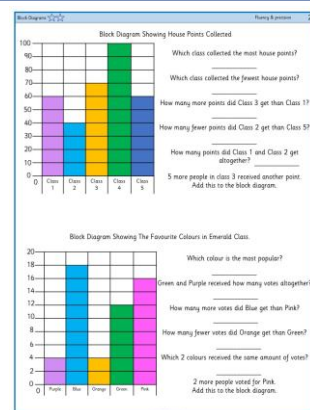 Block Diagrams
Fluency & precision
Block Diagram Showing House Points Collected
100
90
80
70
60
50
40
30
20
10
0
Class 1
Class 2
Class 3
Class 4
Class 5
Which class collected the most house points?
Which class collected the fewest house points?
How many more points did Class 3 get than Class 1?
How many fewer points did Class 2 get than Class 5?
How many points did Class 1 and Class 2 get
altogether?
5 more people in class 3 received another point.
Add this to the block diagram.
Block Diagram Showing The Favourite Colours in Emerald Class.
20
18
16
14
12
10
8
6
4
2
0
Purple
Blue
Orange
Green
Pink
Which colour is the most popular?
Green and Purple received how many votes altogether?
How many more votes did Blue get than Pink?
How many fewer votes did Orange get than Green?
Which 2 colours received the same amount of votes?
2 more people voted for Pink.
Add this to the block diagram.